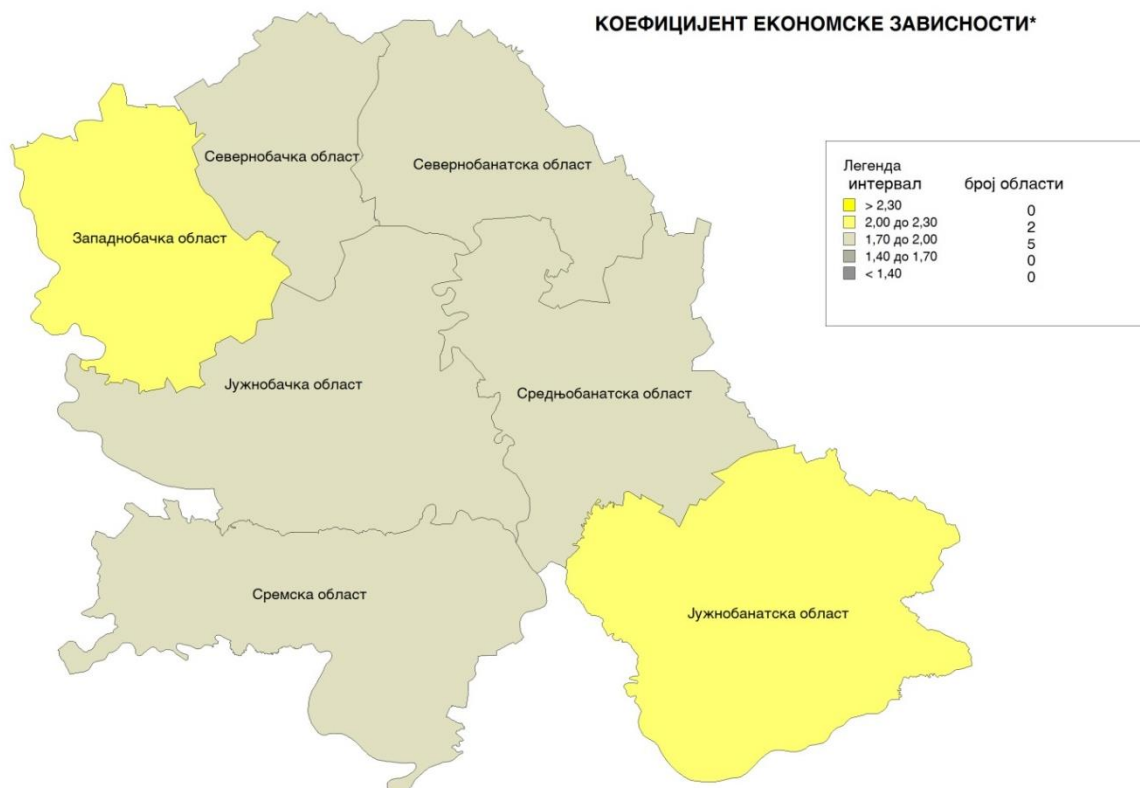 КОЕФИЦИЈЕНТ ЕКОНОМСКЕ ЗАВИСНОСТИ*
Севернобачка област
Севернобанатска област
Западнобачка област
Јужнобачка област
Средњобанатска област
Сремска област
Јужнобанатска област
Легенда
интервал број области
> 2,30 0
2,00 до 2,30 2
1,70 до 2,00 5
1,40 до 1,70 0
< 1,40 0